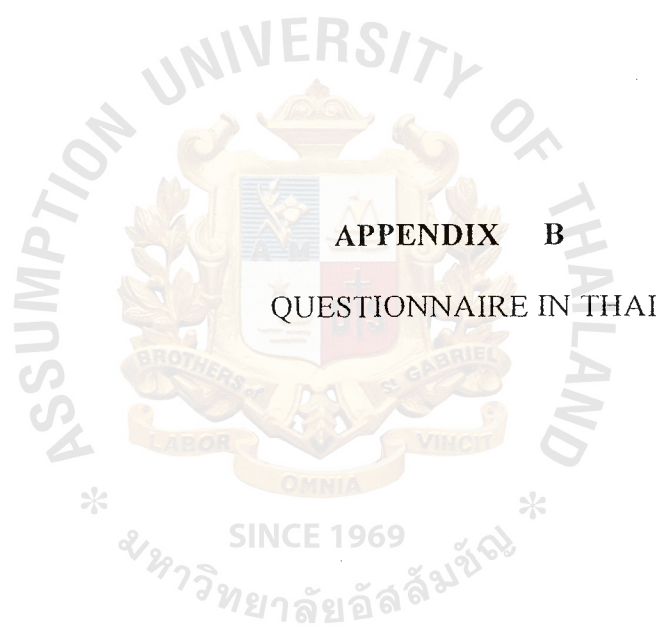 ASSUMPTION UNIVERSITY OF THAILAND
A M
APPENDIX B
QUESTIONNAIRE IN THAI
D S
BROTHERS of St GABRIEL
LABOR VINCIT
OMNIA
* SINCE 1969 *
มหาวิทยาลัยอัสสัมชัญ